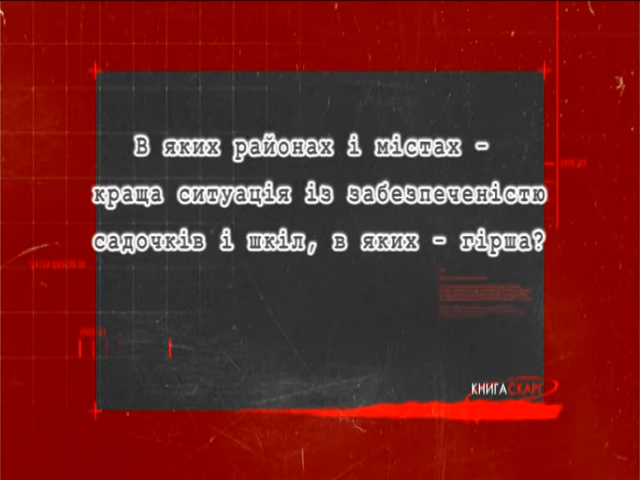 В яких районах і містах -
краща ситуація із забезпеченістю
садочків і шкіл, в яких - гірша?
КНИГА СКАРГ